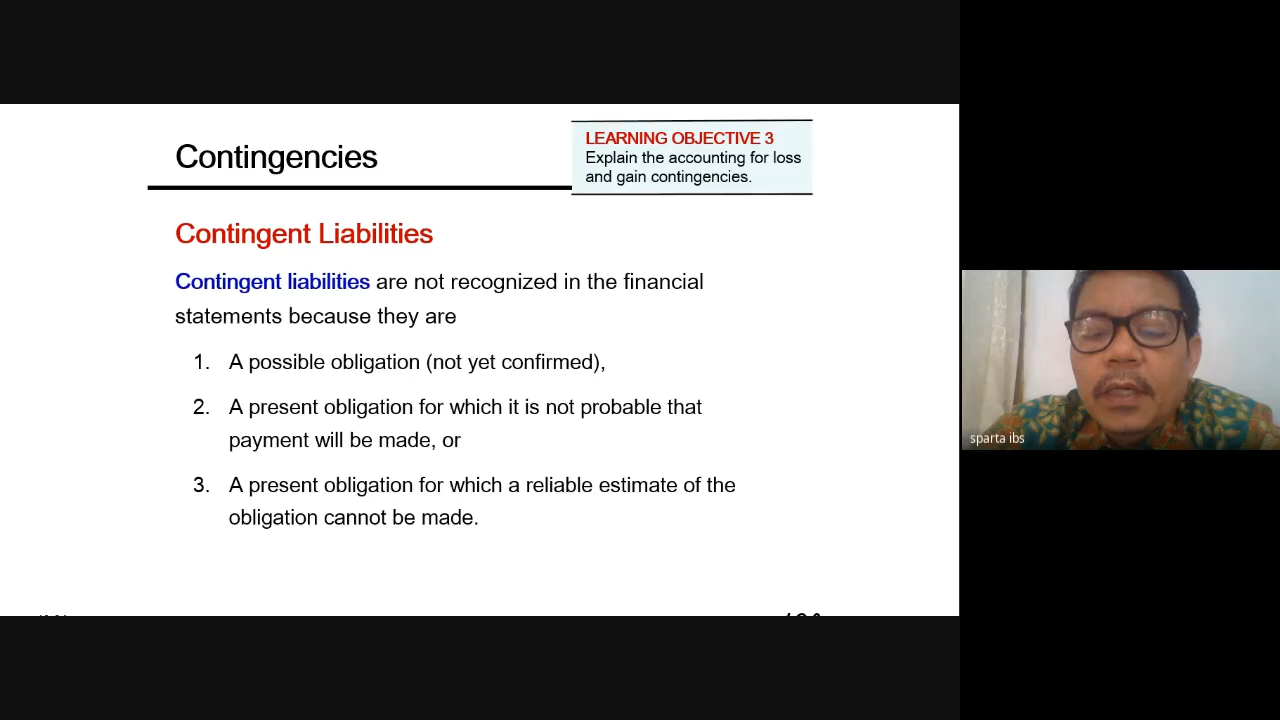 Contingencies
LEARNING OBJECTIVE 3
Explain the accounting for loss
and gain contingencies.
Contingent Liabilities
Contingent liabilities are not recognized in the financial
statements because they are
1. A possible obligation (not yet confirmed),
2. A present obligation for which it is not probable that
payment will be made, or
3. A present obligation for which a reliable estimate of the
obligation cannot be made.
sparta ibs